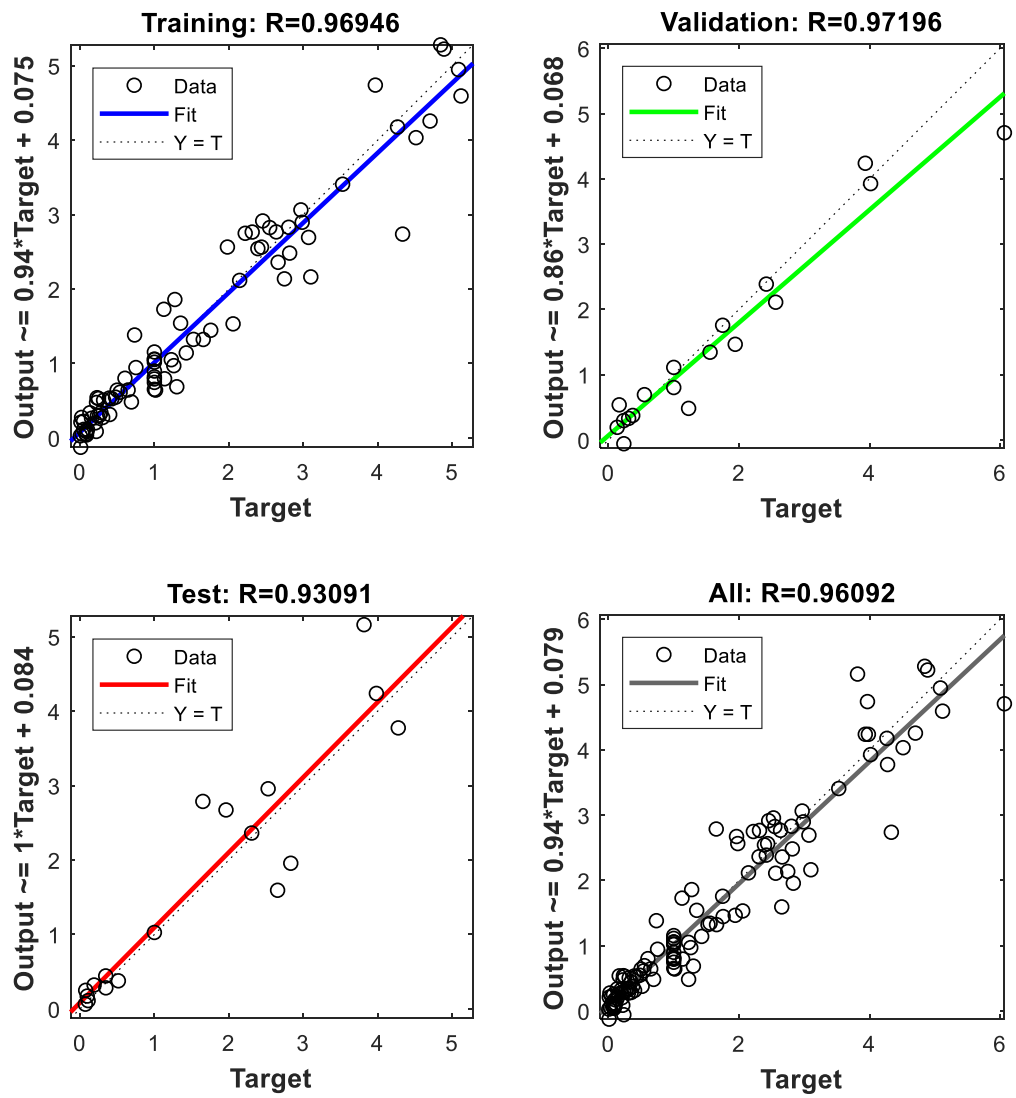 Training: R=0.96946
Output ~= 0.94*Target + 0.075
5
4
3
2
1
0
Data
Fit
Y = T
0 1 2 3 4 5
Target
Validation: R=0.97196
Output ~= 0.86*Target + 0.068
6
5
4
3
2
1
0
Data
Fit
Y = T
0 2 4 6
Target
Test: R=0.93091
Output ~= 1*Target + 0.084
5
4
3
2
1
0
Data
Fit
Y = T
0 1 2 3 4 5
Target
All: R=0.96092
Output ~= 0.94*Target + 0.079
6
5
4
3
2
1
0
Data
Fit
Y = T
0 2 4 6
Target